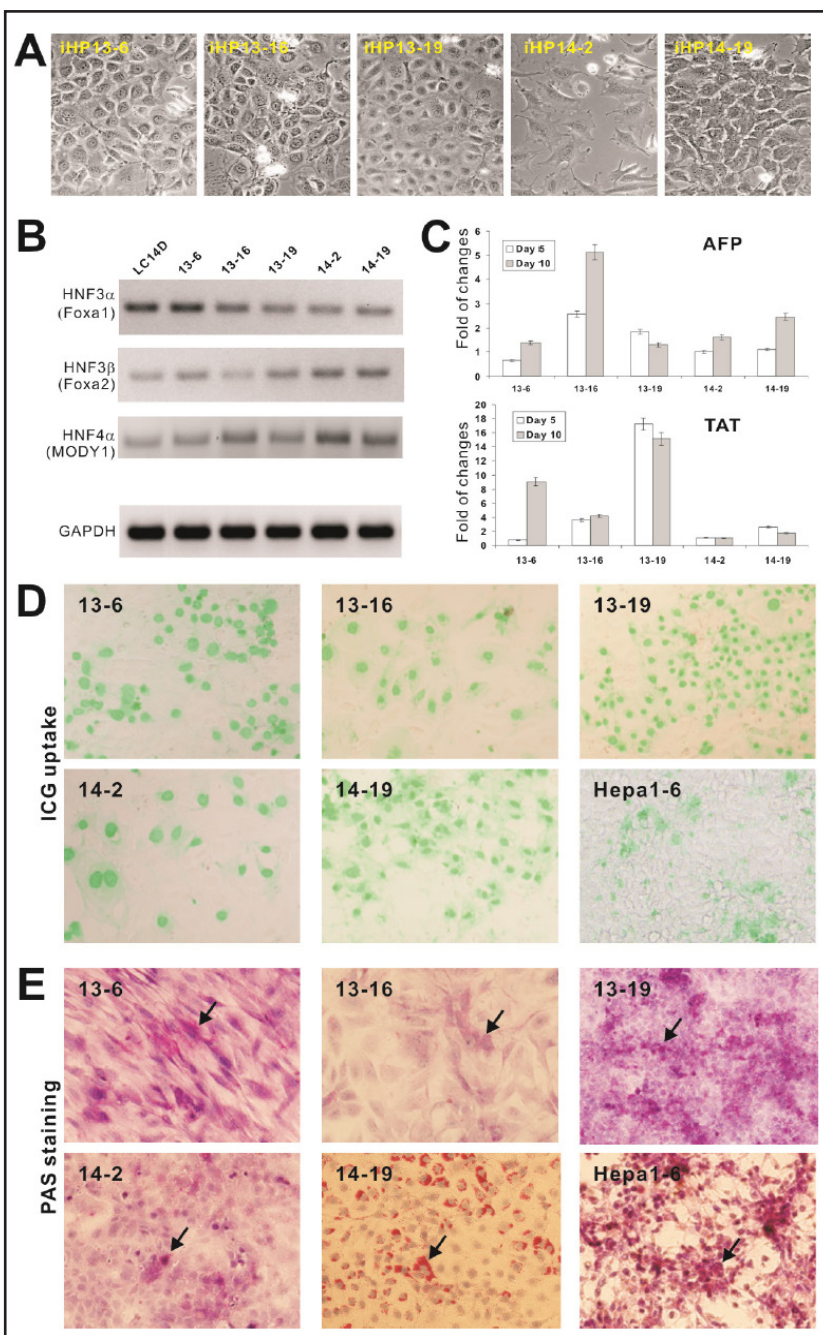 A
iHP13-6
iHP13-16
iHP13-19
iHP14-2
iHP14-19
B
LC14D
13-6
13-16
13-19
14-2
14-19
HNF3α
(Foxa1)
HNF3β
(Foxa2)
HNF4α
(MODY1)
GAPDH
C
Fold of changes
6
5
4
3
2
1
0
Day 5
Day 10
AFP
13-6
13-16
13-19
14-2
14-19
Fold of changes
20
18
16
14
12
10
8
6
4
2
0
Day 5
Day 10
TAT
13-6
13-16
13-19
14-2
14-19
D
ICG uptake
13-6
13-16
13-19
14-2
14-19
Hepa1-6
E
PAS staining
13-6
13-16
13-19
14-2
14-19
Hepa1-6